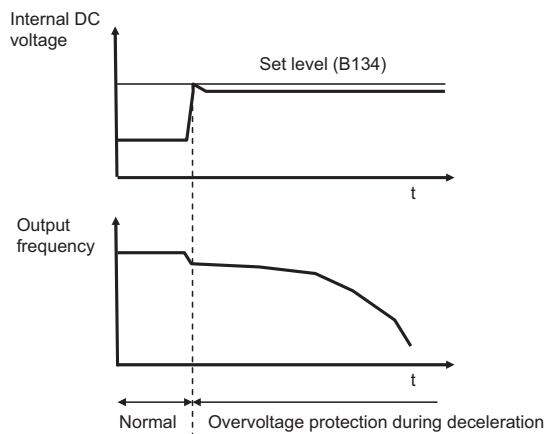 Internal DC
voltage
Set level (B134)
t
Output
frequency
t
Normal
Overvoltage protection during deceleration